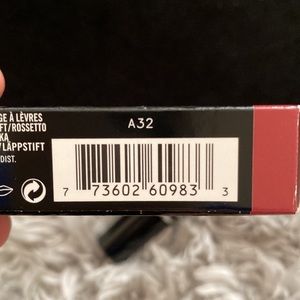 GE À LÈVRES
FT/ROSSETTO
KA
/LÄPPSTIFT
DIST.
A32
7 73602 60983 3